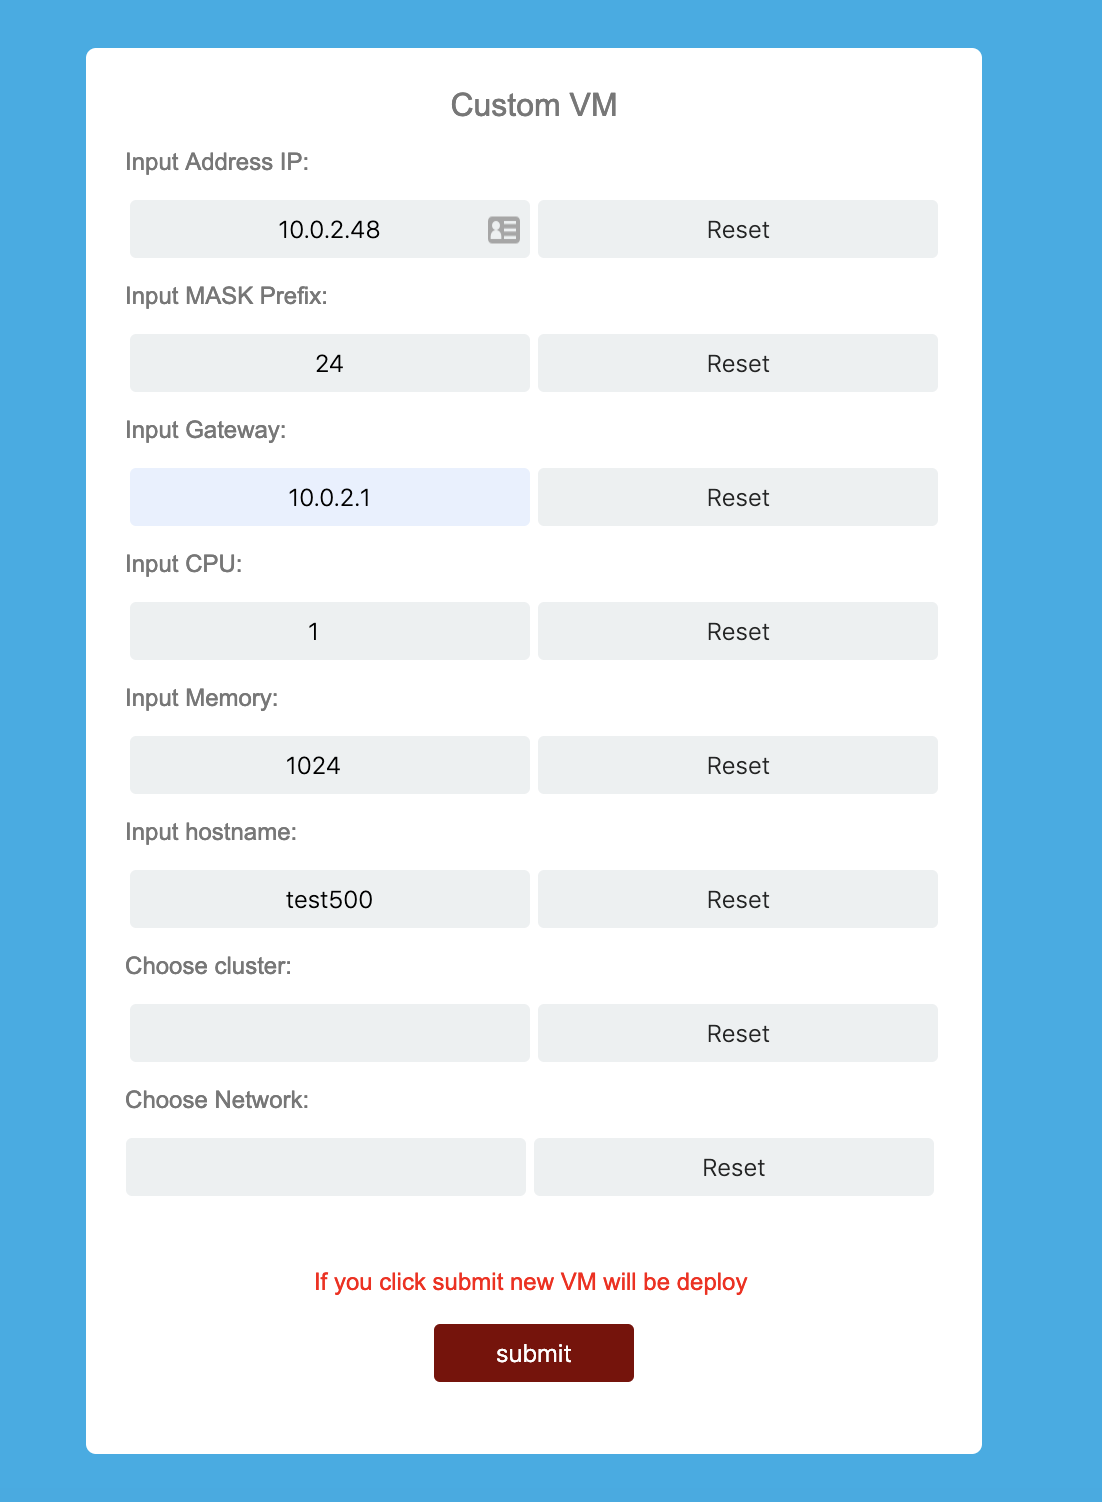 Custom VM
Input Address IP:
10.0.2.48 Reset
Input MASK Prefix:
24 Reset
Input Gateway:
10.0.2.1 Reset
Input CPU:
1 Reset
Input Memory:
1024 Reset
Input hostname:
test500 Reset
Choose cluster:
Reset
Choose Network:
Reset
If you click submit new VM will be deploy
submit